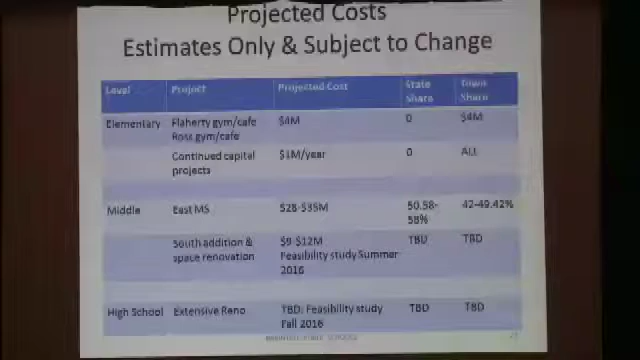 Projected Costs
Estimates Only & Subject to Change
Level Project Projected Cost State Share Town Share
Elementary Flaherty gym/cafe $4M 0 $4M
Ross gym/cafe
Continued capital projects $1M/year 0 ALL
Middle East MS $28-$35M 50.58-58% 42-49.42%
South addition & space renovation $9-$12M TBD TBD
Feasibility study Summer 2016
High School Extensive Reno TBD: Feasibility study Fall 2016 TBD TBD
PUBLIC SCHOOLS